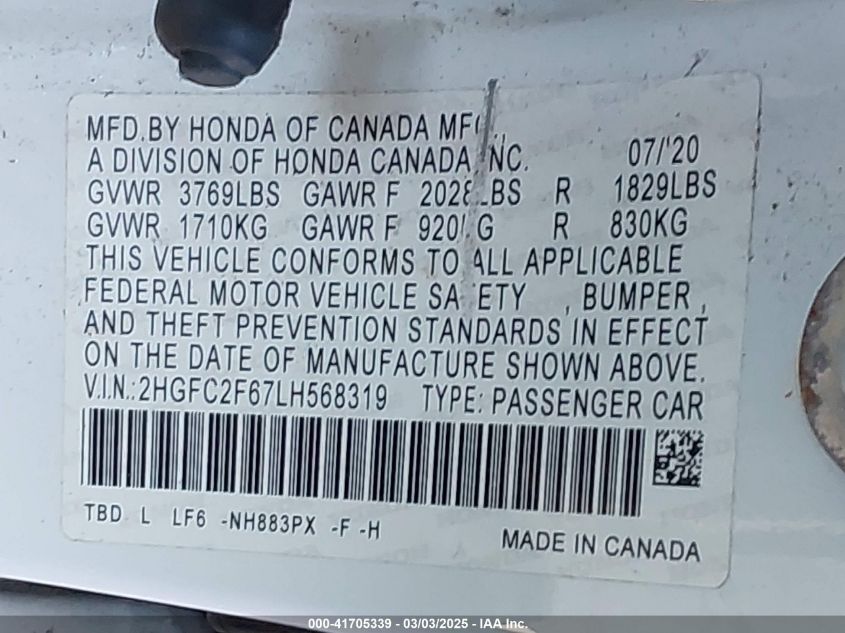 MFD.BY HONDA OF CANADA MFG.
A DIVISION OF HONDA CANADA INC. 07/'20
GVWR 3769LBS GAWR F 2028LBS R 1829LBS
GVWR 1710KG GAWR F 920KG R 830KG
THIS VEHICLE CONFORMS TO ALL APPLICABLE
FEDERAL MOTOR VEHICLE SAFETY , BUMPER ,
AND THEFT PREVENTION STANDARDS IN EFFECT
ON THE DATE OF MANUFACTURE SHOWN ABOVE.
V.I.N.: 2HGFC2F67LH568319 TYPE: PASSENGER CAR
TBD L LF6 -NH883PX -F -H
MADE IN CANADA
000-41705339 - 03/03/2025 - IAA Inc.